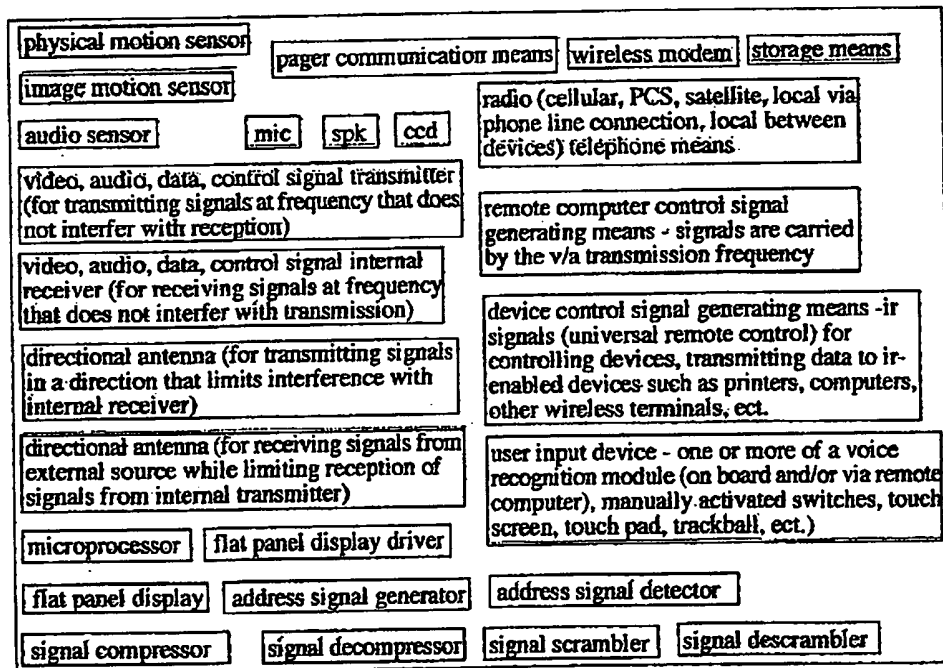 physical motion sensor
pager communication means
wireless modem
storage means
image motion sensor
audio sensor
mic
spk
ccd
radio (cellular, PCS, satellite, local via
phone line connection, local between
devices) telephone means
video, audio, data, control signal transmitter
(for transmitting signals at frequency that does
not interfer with reception)
remote computer control signal
generating means - signals are carried
by the v/a transmission frequency
video, audio, data, control signal internal
receiver (for receiving signals at frequency
that does not interfer with transmission)
device control signal generating means -ir
signals (universal remote control) for
controlling devices, transmitting data to ir-
enabled devices such as printers, computers,
other wireless terminals, ect.
directional antenna (for transmitting signals
in a direction that limits interference with
internal receiver)
directional antenna (for receiving signals from
external source while limiting reception of
signals from internal transmitter)
user input device - one or more of a voice
recognition module (on board and/or via remote
computer), manually activated switches, touch
screen, touch pad, trackball, ect.)
microprocessor
flat panel display driver
flat panel display
address signal generator
address signal detector
signal compressor
signal decompressor
signal scrambler
signal descrambler